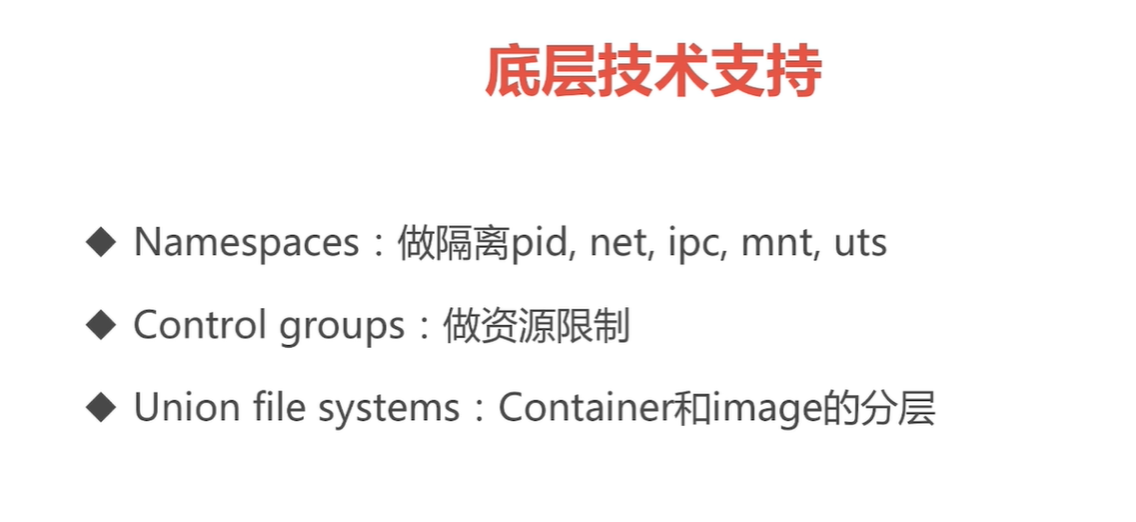 底层技术支持
◆ Namespaces：做隔离pid, net, ipc, mnt, uts
◆ Control groups：做资源限制
◆ Union file systems：Container和image的分层